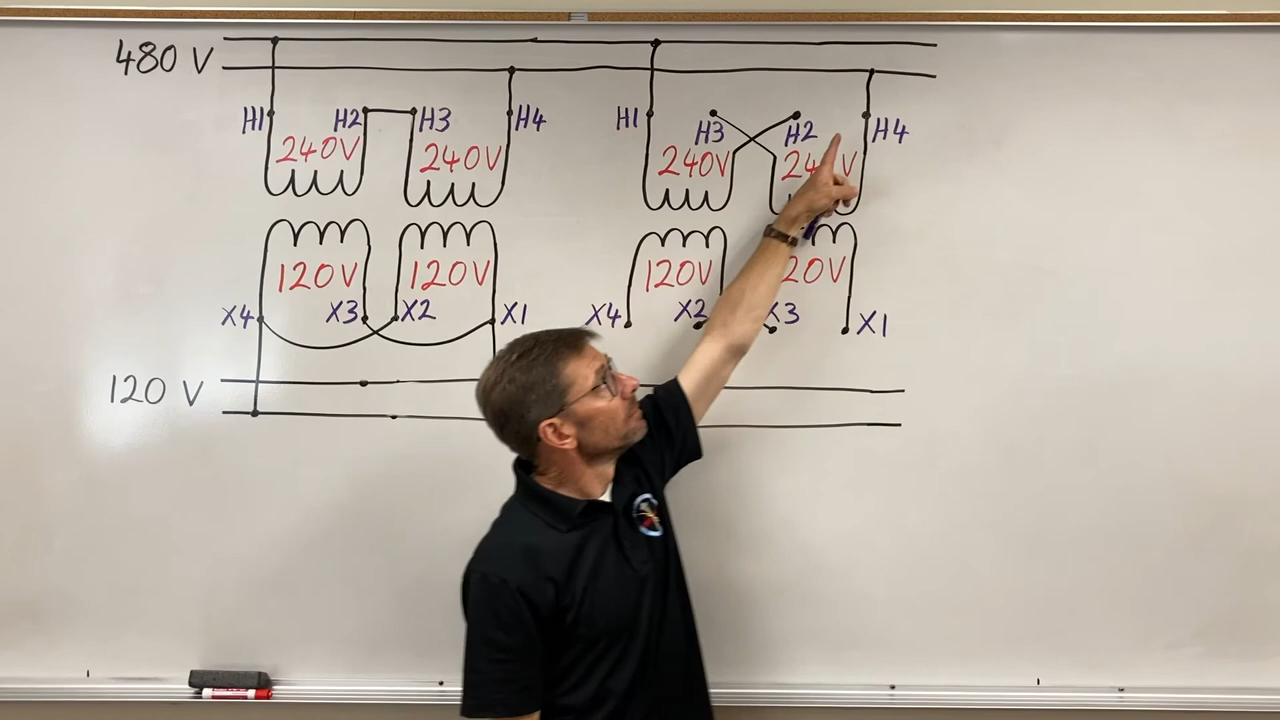 480 V
H1 H2 H3 H4 H1 H3 H2 H4
240V 240V 240V
120V 120V 120V
X4 X3 X2 X1 X4 X2 X3 X1
120 V